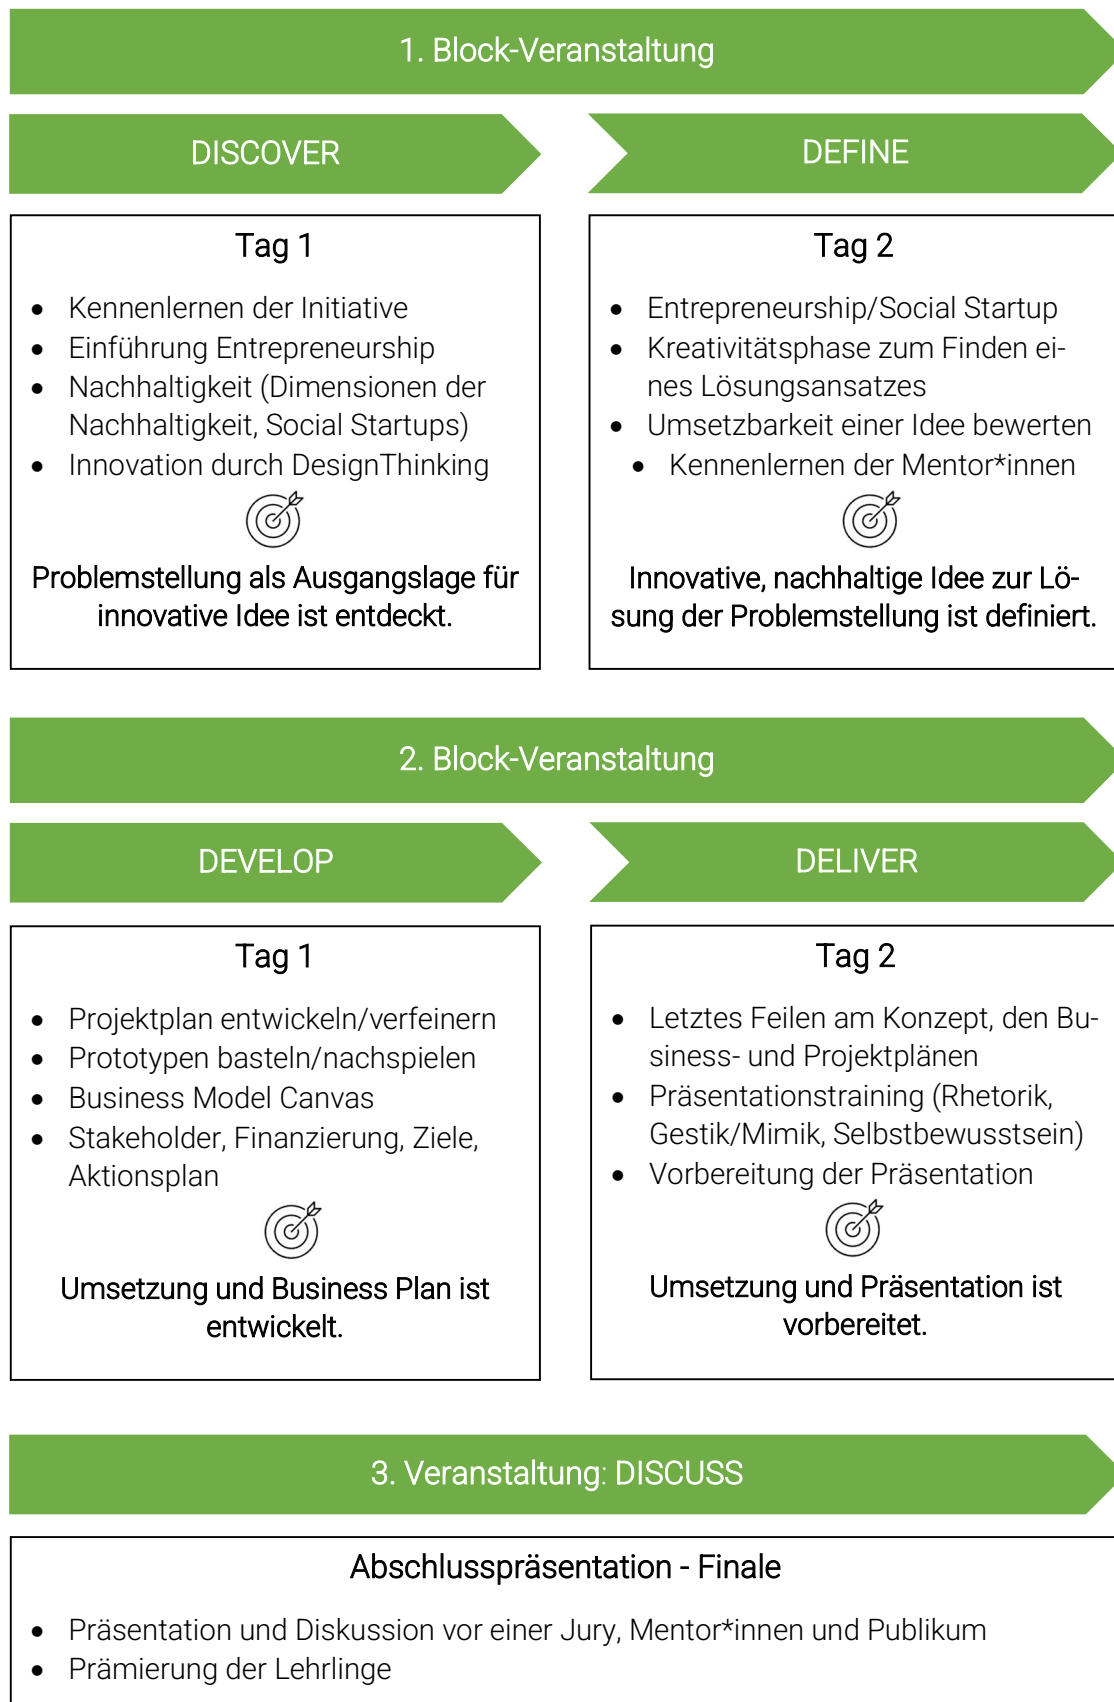 1. Block-Veranstaltung
DISCOVER
Tag 1
• Kennenlernen der Initiative
• Einführung Entrepreneurship
• Nachhaltigkeit (Dimensionen der
Nachhaltigkeit, Social Startups)
• Innovation durch DesignThinking
Problemstellung als Ausgangslage für
innovative Idee ist entdeckt.
DEFINE
Tag 2
• Entrepreneurship/Social Startup
• Kreativitätsphase zum Finden ei-
nes Lösungsansatzes
• Umsetzbarkeit einer Idee bewerten
• Kennenlernen der Mentor*innen
Innovative, nachhaltige Idee zur Lö-
sung der Problemstellung ist definiert.
2. Block-Veranstaltung
DEVELOP
Tag 1
• Projektplan entwickeln/verfeinern
• Prototypen basteln/nachspielen
• Business Model Canvas
• Stakeholder, Finanzierung, Ziele,
Aktionsplan
Umsetzung und Business Plan ist
entwickelt.
DELIVER
Tag 2
• Letztes Feilen am Konzept, den Bu-
siness- und Projektplänen
• Präsentationstraining (Rhetorik,
Gestik/Mimik, Selbstbewusstsein)
• Vorbereitung der Präsentation
Umsetzung und Präsentation ist
vorbereitet.
3. Veranstaltung: DISCUSS
Abschlusspräsentation - Finale
• Präsentation und Diskussion vor einer Jury, Mentor*innen und Publikum
• Prämierung der Lehrlinge